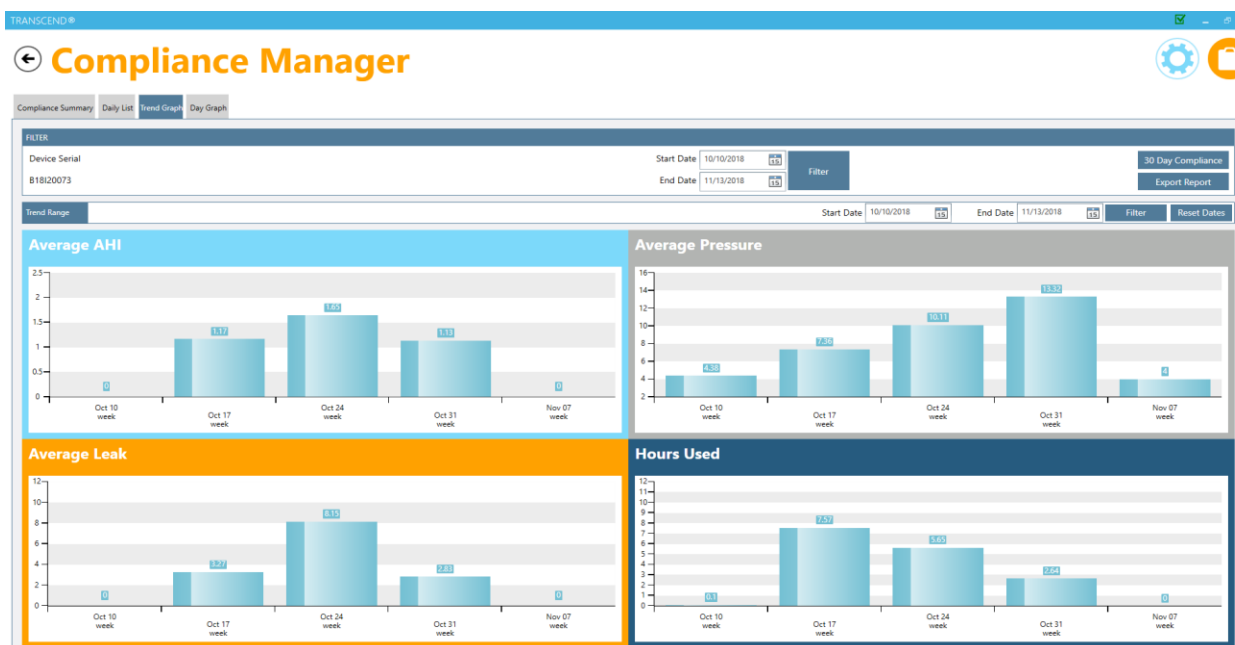 TRANSCEND®
Compliance Manager
Compliance Summary Daily List Trend Graph Day Graph
FILTER
Device Serial
B18I20073
Start Date 10/10/2018 15
End Date 11/13/2018 15
Filter
30 Day Compliance
Export Report
Trend Range
Start Date 10/10/2018 15 End Date 11/13/2018 15 Filter Reset Dates
Average AHI
2.5
2
1.5
1
0.5
0
0
1.17
1.65
1.13
0
Oct 10 week
Oct 17 week
Oct 24 week
Oct 31 week
Nov 07 week
Average Pressure
16
14
12
10
8
6
4
2
4.38
7.36
10.11
13.32
4
Oct 10 week
Oct 17 week
Oct 24 week
Oct 31 week
Nov 07 week
Average Leak
12
10
8
6
4
2
0
0
3.27
8.15
2.83
0
Oct 10 week
Oct 17 week
Oct 24 week
Oct 31 week
Nov 07 week
Hours Used
12
11
10
9
8
7
6
5
4
3
2
1
0
0.1
7.57
5.65
2.64
0
Oct 10 week
Oct 17 week
Oct 24 week
Oct 31 week
Nov 07 week